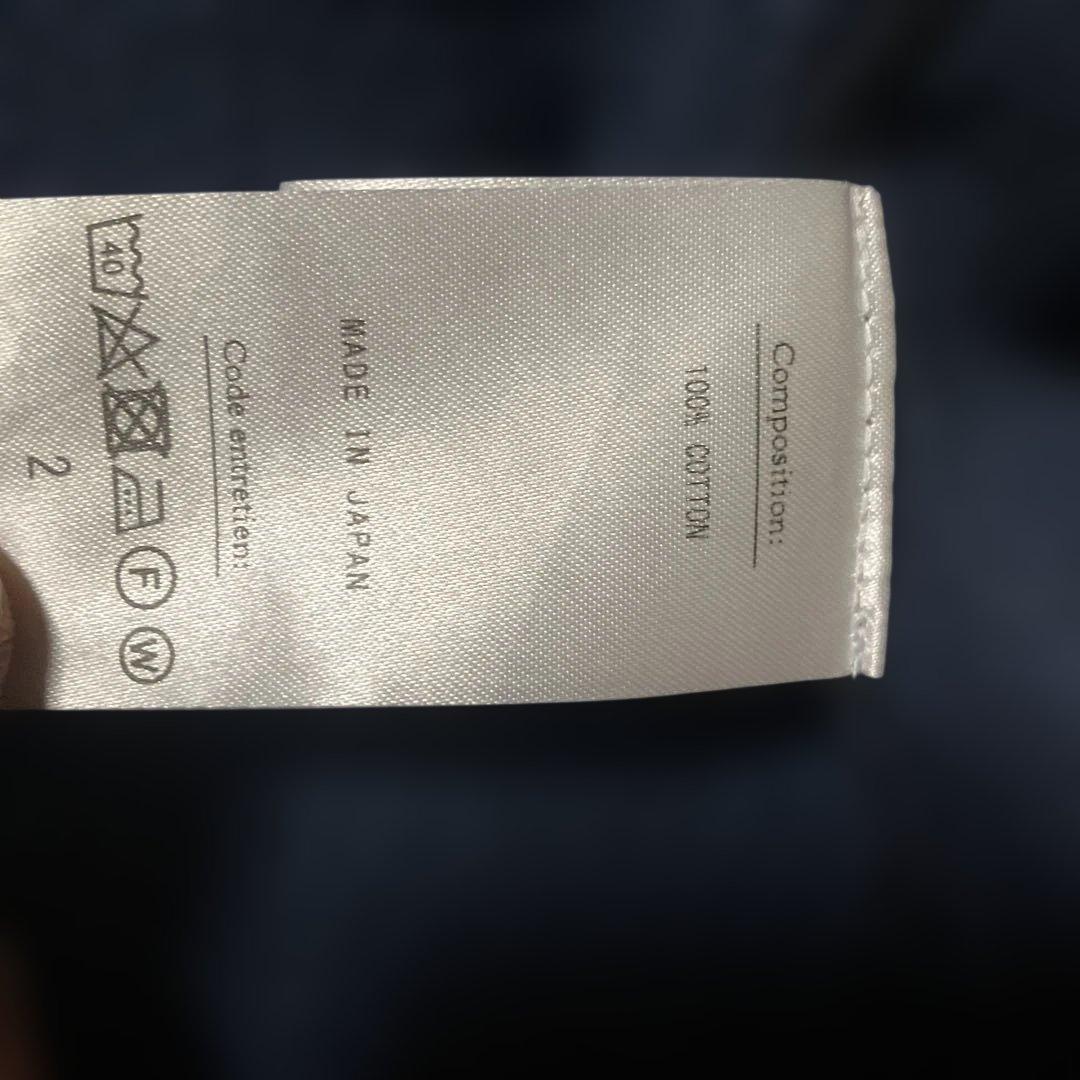 Composition:
100% COTTON
MADE IN JAPAN
Code entretien:
40 F W
2